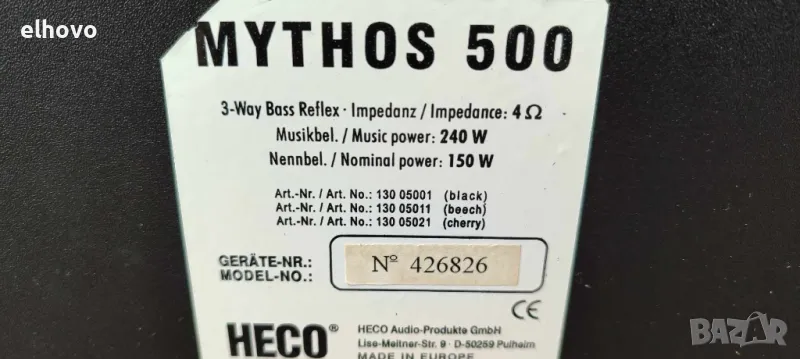 elhovo
MYTHOS 500
3-Way Bass Reflex · Impedanz / Impedance: 4 Ω
Musikbel. / Music power: 240 W
Nennbel. / Nominal power: 150 W
Art.-Nr. / Art. No.: 130 05001 (black)
Art.-Nr. / Art. No.: 130 05011 (beech)
Art.-Nr. / Art. No.: 130 05021 (cherry)
GERÄTE-NR.:
MODEL-NO.:
Nº 426826
CE
HECO®
HECO Audio-Produkte GmbH
Lise-Meitner-Str. 9 · D-50259 Pulheim
MADE IN EUROPE
BAZAR